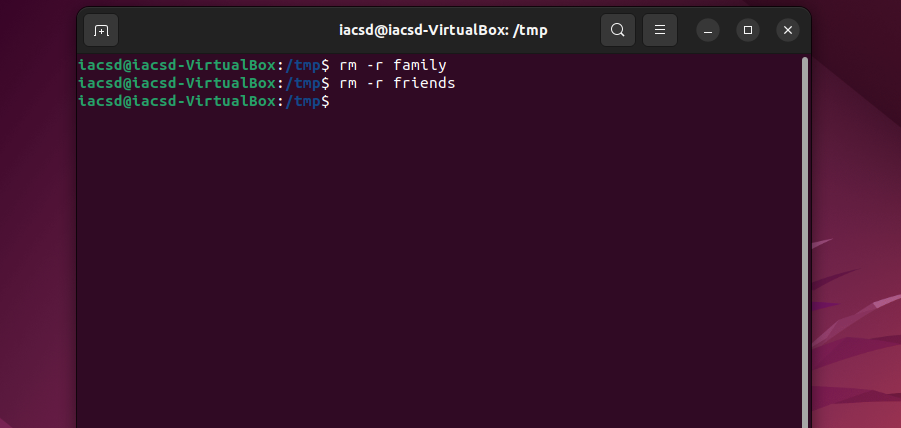 iacsd@iacsd-VirtualBox: /tmp
iacsd@iacsd-VirtualBox:/tmp$ rm -r family
iacsd@iacsd-VirtualBox:/tmp$ rm -r friends
iacsd@iacsd-VirtualBox:/tmp$